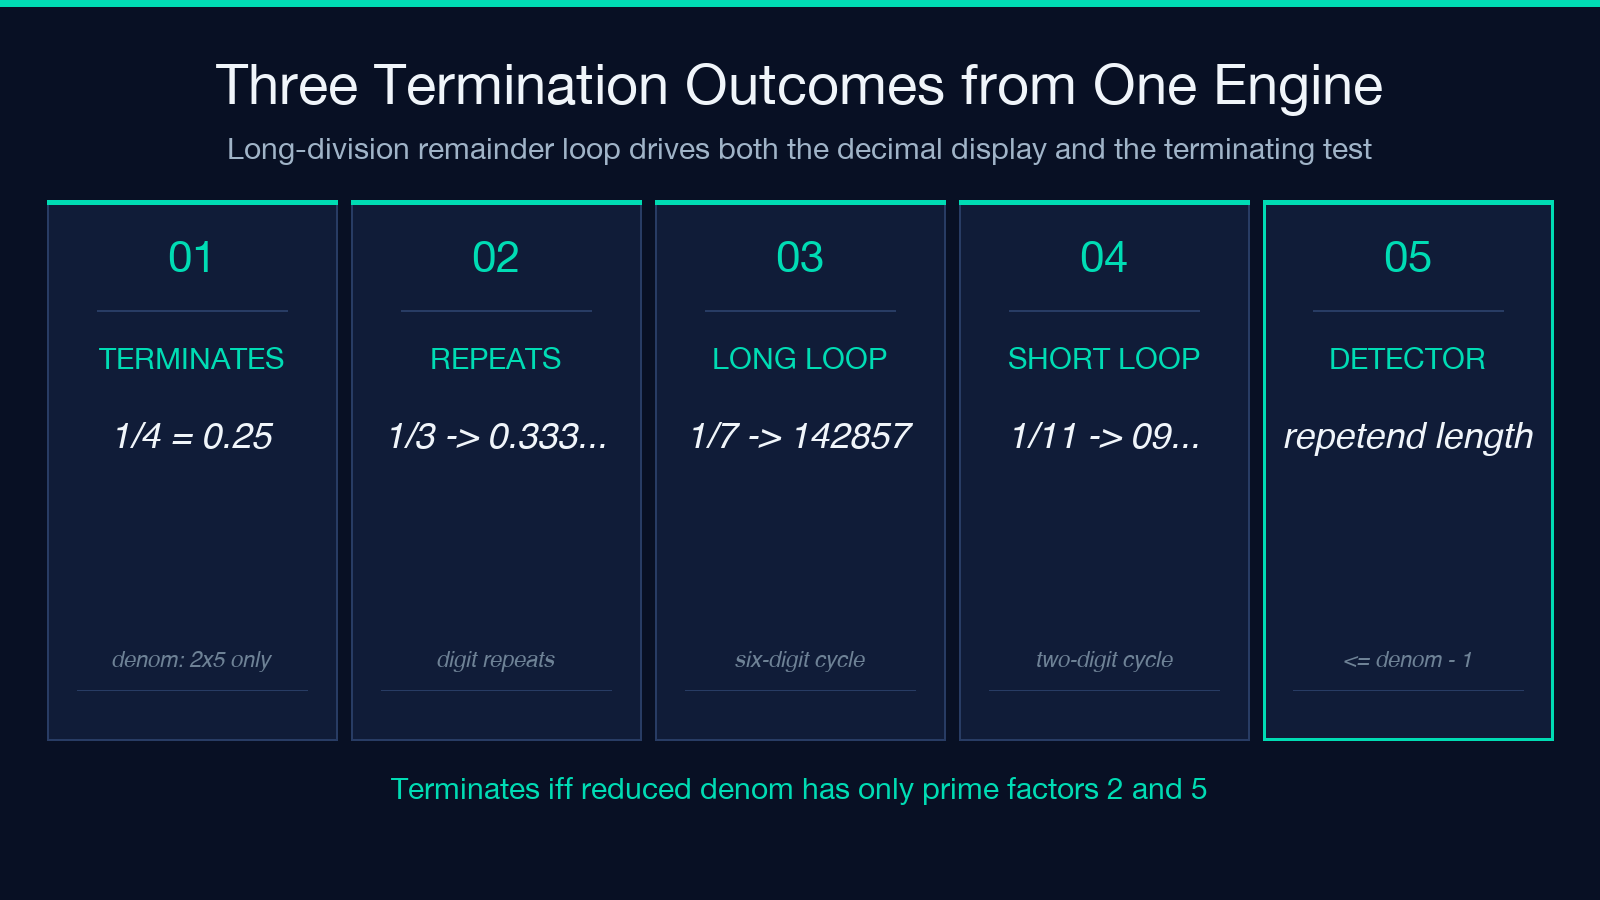 Three Termination Outcomes from One Engine
Long-division remainder loop drives both the decimal display and the terminating test
01
TERMINATES
1/4 = 0.25
denom: 2x5 only
02
REPEATS
1/3 -> 0.333...
digit repeats
03
LONG LOOP
1/7 -> 142857
six-digit cycle
04
SHORT LOOP
1/11 -> 09...
two-digit cycle
05
DETECTOR
repetend length
<= denom - 1
Terminates iff reduced denom has only prime factors 2 and 5